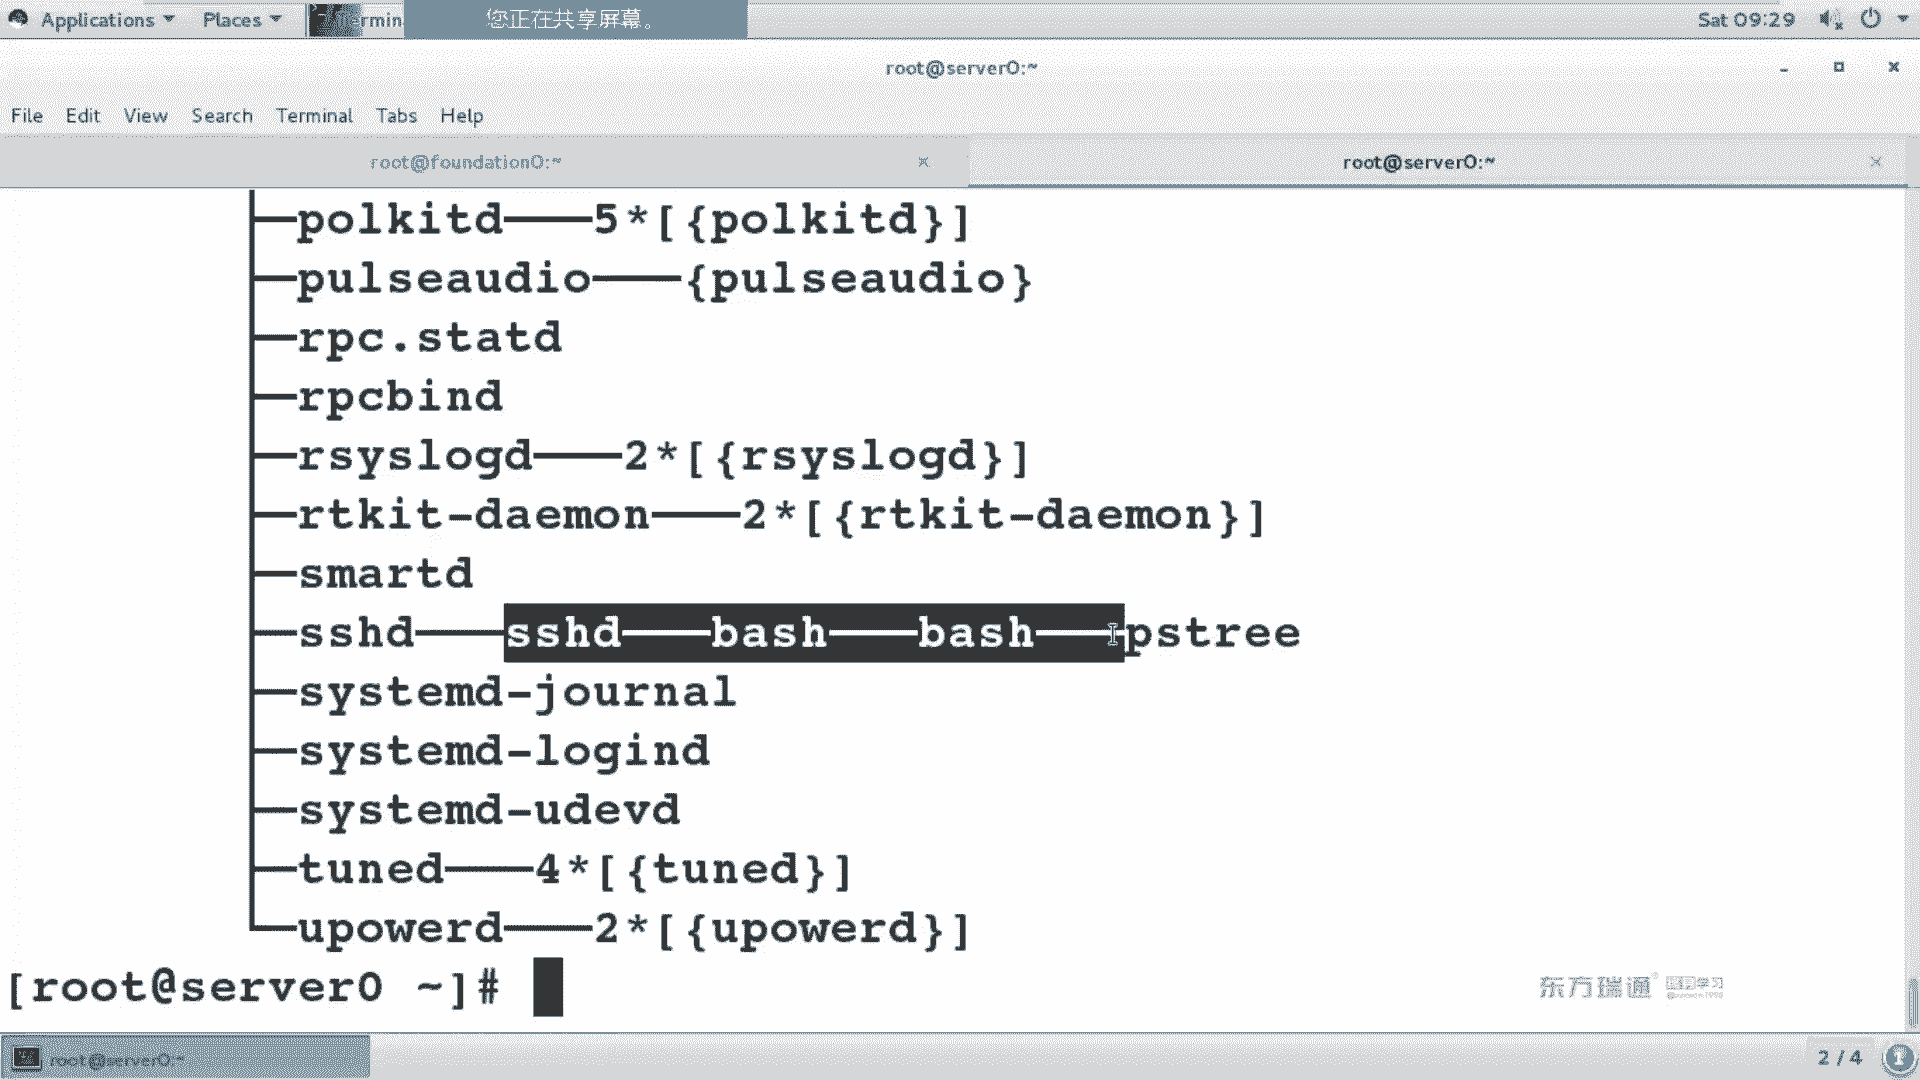 Applications Places Termin 您正在共享屏幕。 Sat 09:29
root@server0:~
File Edit View Search Terminal Tabs Help
root@foundation0:~ × root@server0:~ ×
├─polkitd───5*[{polkitd}]
├─pulseaudio───{pulseaudio}
├─rpc.statd
├─rpcbind
├─rsyslogd───2*[{rsyslogd}]
├─rtkit-daemon───2*[{rtkit-daemon}]
├─smartd
├─sshd───sshd───bash───bash───pstree
├─systemd-journal
├─systemd-logind
├─systemd-udevd
├─tuned───4*[{tuned}]
└─upowerd───2*[{upowerd}]
[root@server0 ~]#
东方瑞通 学习
root@server0:~ 2 / 4 1